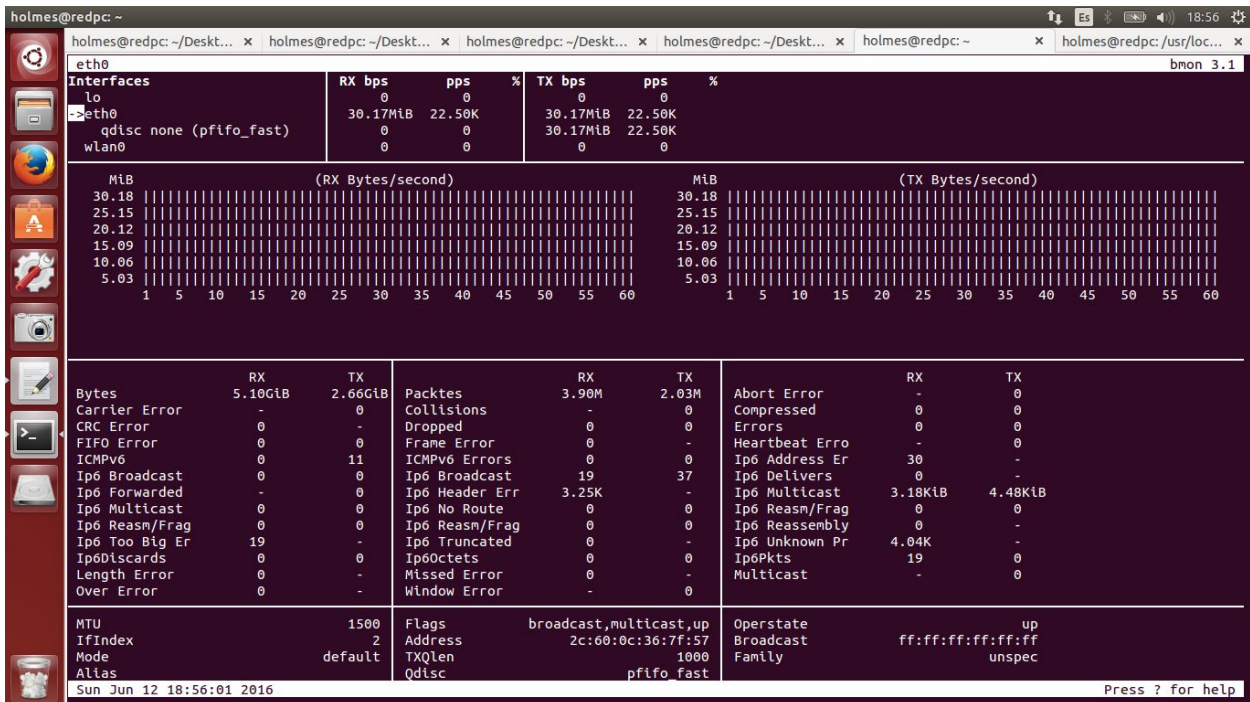 holmes@redpc: ~ Es 18:56
holmes@redpc: ~/Deskt... x holmes@redpc: ~/Deskt... x holmes@redpc: ~/Deskt... x holmes@redpc: ~/Deskt... x holmes@redpc: ~ x holmes@redpc: /usr/loc... x
eth0 bmon 3.1
Interfaces RX bps pps % TX bps pps %
lo 0 0 0 0
->eth0 30.17MiB 22.50K 30.17MiB 22.50K
qdisc none (pfifo_fast) 0 0 30.17MiB 22.50K
wlan0 0 0 0 0
MiB (RX Bytes/second) MiB (TX Bytes/second)
30.18 |||||||||||||||||||||||||||||||||||||||||||||||||||||||||||| 30.18 ||||||||||||||||||||||||||||||||||||||||||||||||||||||||||||
25.15 |||||||||||||||||||||||||||||||||||||||||||||||||||||||||||| 25.15 ||||||||||||||||||||||||||||||||||||||||||||||||||||||||||||
20.12 |||||||||||||||||||||||||||||||||||||||||||||||||||||||||||| 20.12 ||||||||||||||||||||||||||||||||||||||||||||||||||||||||||||
15.09 |||||||||||||||||||||||||||||||||||||||||||||||||||||||||||| 15.09 ||||||||||||||||||||||||||||||||||||||||||||||||||||||||||||
10.06 |||||||||||||||||||||||||||||||||||||||||||||||||||||||||||| 10.06 ||||||||||||||||||||||||||||||||||||||||||||||||||||||||||||
5.03 |||||||||||||||||||||||||||||||||||||||||||||||||||||||||||| 5.03 ||||||||||||||||||||||||||||||||||||||||||||||||||||||||||||
1 5 10 15 20 25 30 35 40 45 50 55 60 1 5 10 15 20 25 30 35 40 45 50 55 60
RX TX RX TX RX TX
Bytes 5.10GiB 2.66GiB Packtes 3.90M 2.03M Abort Error - 0
Carrier Error - 0 Collisions - 0 Compressed 0 0
CRC Error 0 - Dropped 0 0 Errors 0 0
FIFO Error 0 0 Frame Error 0 - Heartbeat Erro - 0
ICMPv6 0 11 ICMPv6 Errors 0 0 Ip6 Address Er 30 -
Ip6 Broadcast 0 0 Ip6 Broadcast 19 37 Ip6 Delivers 0 -
Ip6 Forwarded - 0 Ip6 Header Err 3.25K - Ip6 Multicast 3.18KiB 4.48KiB
Ip6 Multicast 0 0 Ip6 No Route 0 0 Ip6 Reasm/Frag 0 0
Ip6 Reasm/Frag 0 0 Ip6 Reasm/Frag 0 0 Ip6 Reassembly 0 -
Ip6 Too Big Er 19 - Ip6 Truncated 0 - Ip6 Unknown Pr 4.04K -
Ip6Discards 0 0 Ip6Octets 0 0 Ip6Pkts 19 0
Length Error 0 - Missed Error 0 - Multicast - 0
Over Error 0 - Window Error - 0
MTU 1500 Flags broadcast,multicast,up Operstate up
IfIndex 2 Address 2c:60:0c:36:7f:57 Broadcast ff:ff:ff:ff:ff:ff
Mode default TXQlen 1000 Family unspec
Alias Qdisc pfifo_fast
Sun Jun 12 18:56:01 2016 Press ? for help